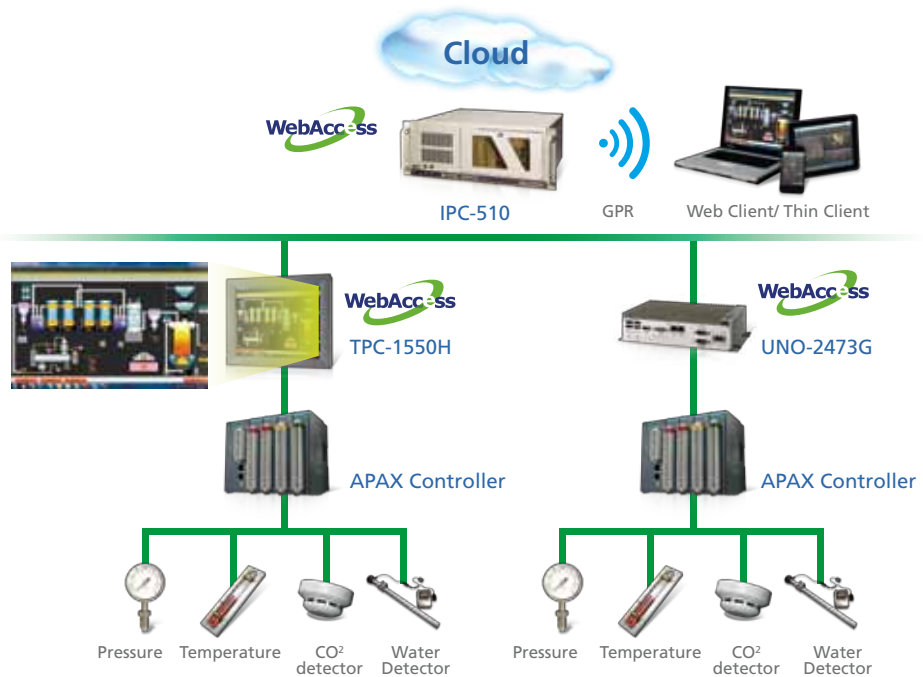 Cloud
WebAccess
IPC-510
GPR
Web Client/ Thin Client
WebAccess
TPC-1550H
WebAccess
UNO-2473G
APAX Controller
APAX Controller
Pressure
Temperature
CO²
detector
Water
Detector
Pressure
Temperature
CO²
detector
Water
Detector